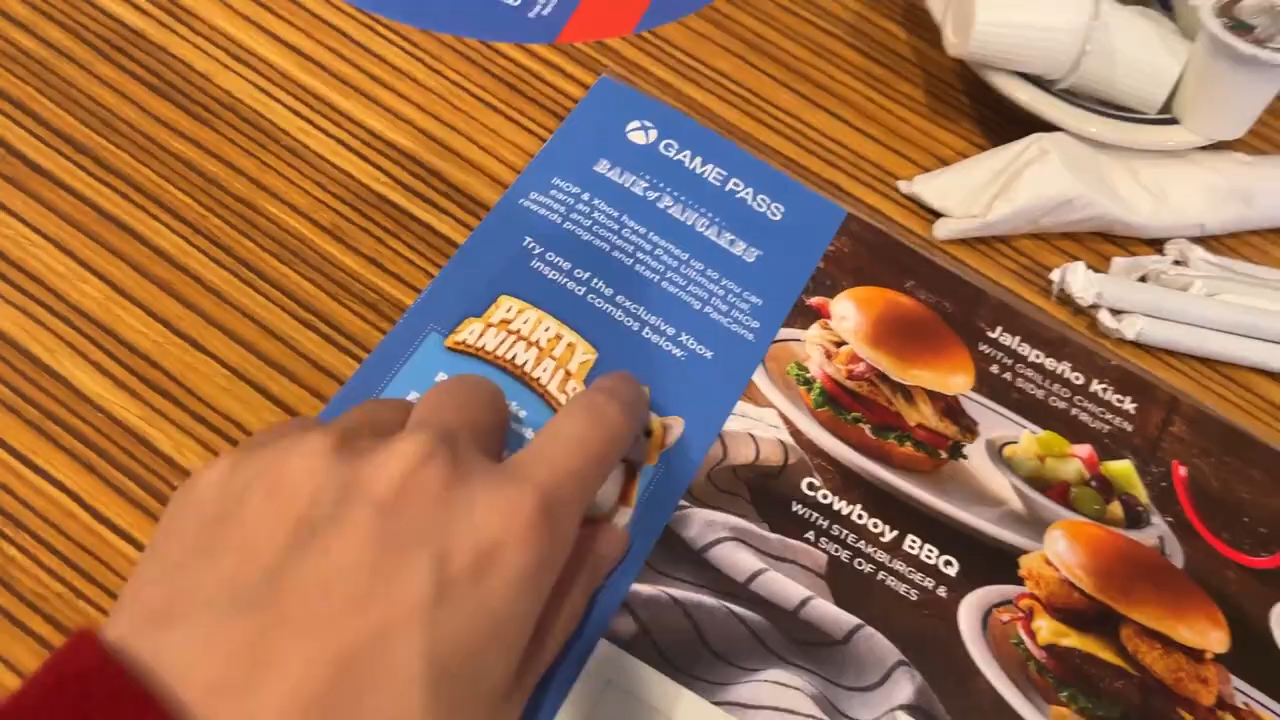 GAME PASS
INTERNATIONAL
BANK of PANCAKES
IHOP & Xbox have teamed up so you can
earn an Xbox Game Pass Ultimate trial,
games, and content when you join the IHOP
rewards program and start earning PanCoins.
Try one of the exclusive Xbox
inspired combos below:
PARTY
ANIMALS
Jalapeño Kick
WITH GRILLED CHICKEN
& A SIDE OF FRUIT
Cowboy BBQ
WITH STEAKBURGER &
A SIDE OF FRIES